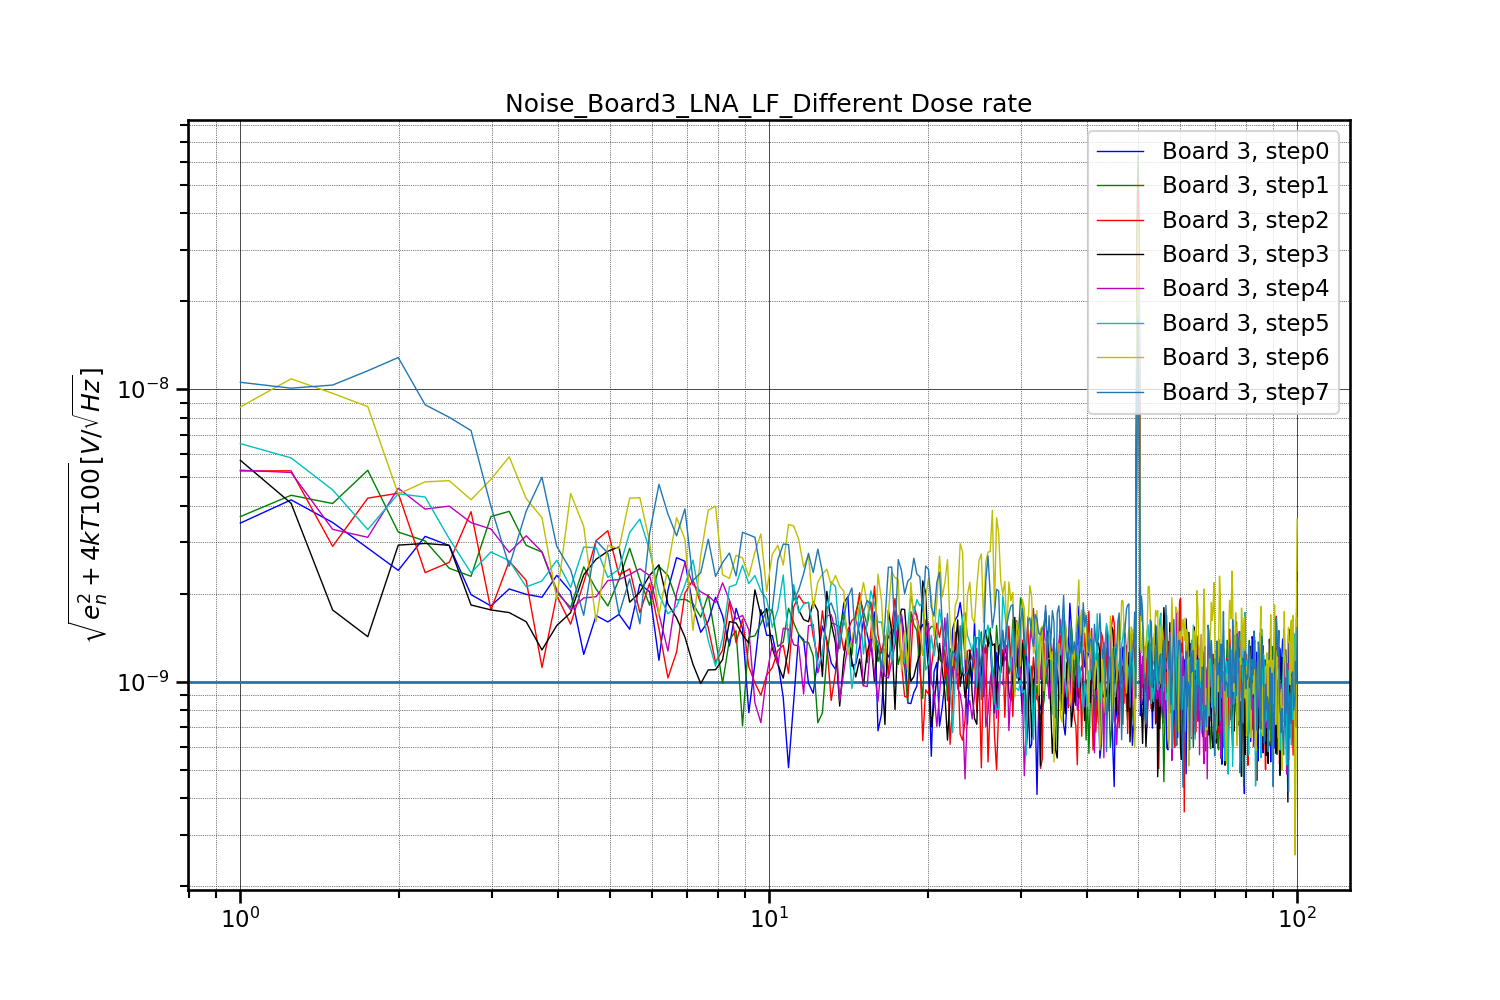 Noise_Board3_LNA_LF_Different Dose rate
Board 3, step0
Board 3, step1
Board 3, step2
Board 3, step3
Board 3, step4
Board 3, step5
Board 3, step6
Board 3, step7
√e_n^2 + 4kT100 [V/√Hz]
10^−8
10^−9
10^0 10^1 10^2